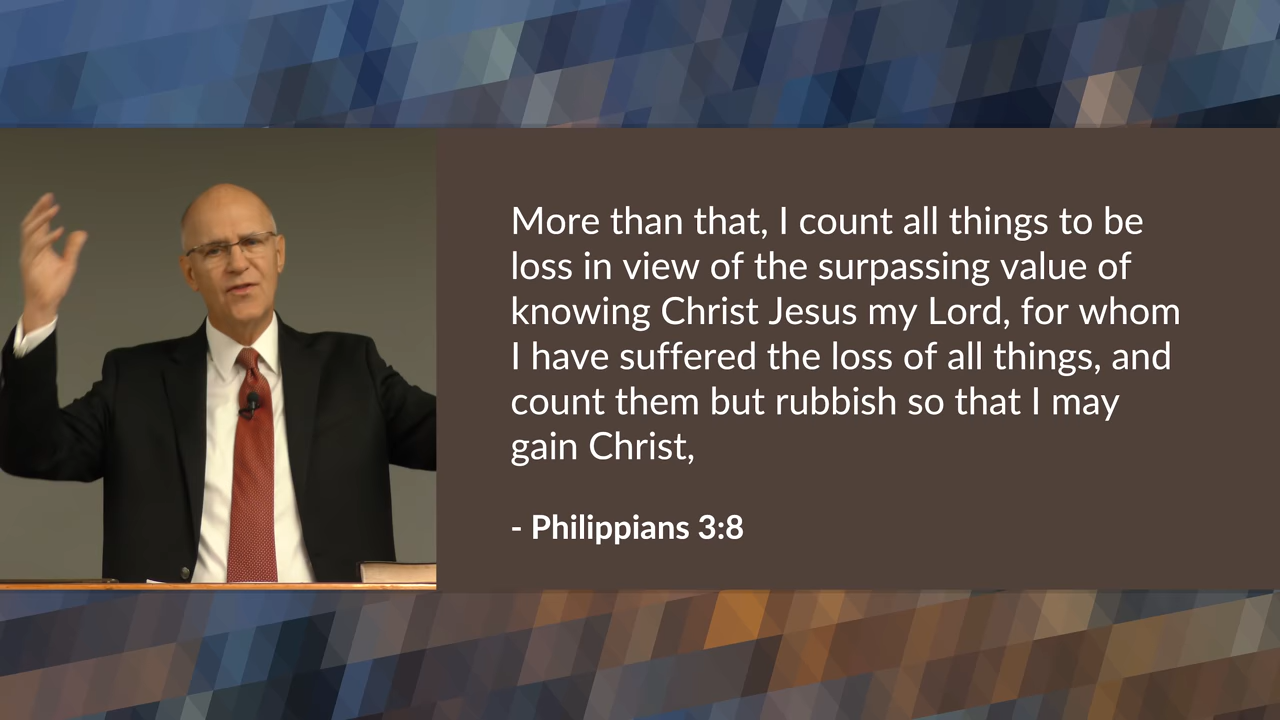 More than that, I count all things to be
loss in view of the surpassing value of
knowing Christ Jesus my Lord, for whom
I have suffered the loss of all things, and
count them but rubbish so that I may
gain Christ,
- Philippians 3:8